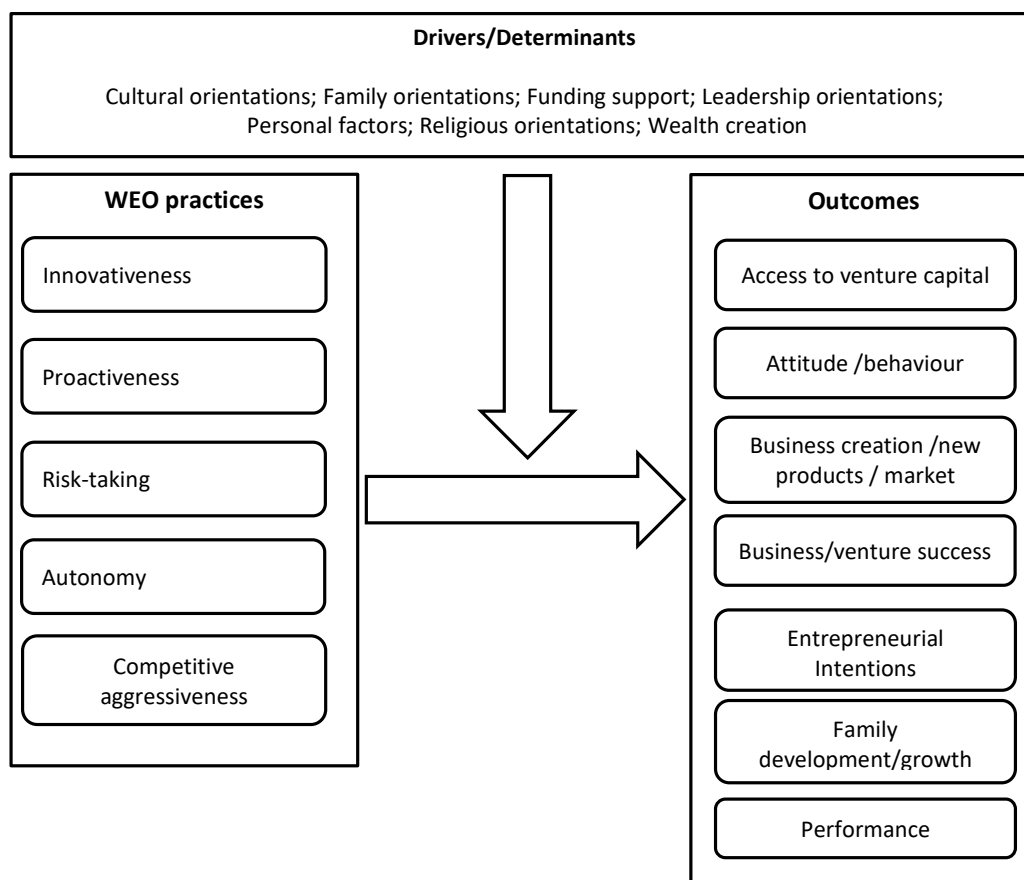 Drivers/Determinants
Cultural orientations; Family orientations; Funding support; Leadership orientations;
Personal factors; Religious orientations; Wealth creation
WEO practices
Innovativeness
Proactiveness
Risk-taking
Autonomy
Competitive
aggressiveness
Outcomes
Access to venture capital
Attitude /behaviour
Business creation /new
products / market
Business/venture success
Entrepreneurial
Intentions
Family
development/growth
Performance